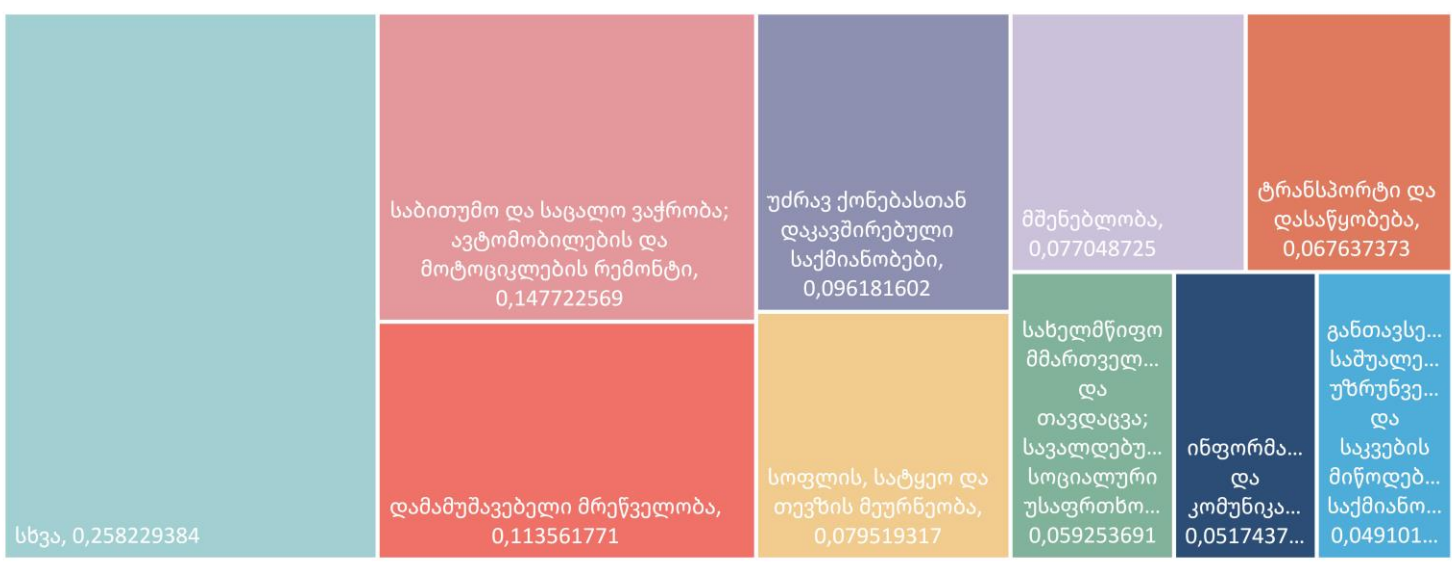 სხვა, 0,258229384
საბითუმო და საცალო ვაჭრობა;
ავტომობილების და
მოტოციკლების რემონტი,
0,147722569
დამამუშავებელი მრეწველობა,
0,113561771
უძრავ ქონებასთან
დაკავშირებული
საქმიანობები,
0,096181602
სოფლის, სატყეო და
თევზის მეურნეობა,
0,079519317
მშენებლობა,
0,077048725
ტრანსპორტი და
დასაწყობება,
0,067637373
სახელმწიფო
მმართველ...
და
თავდაცვა;
სავალდებუ...
სოციალური
უსაფრთხო...
0,059253691
ინფორმა...
და
კომუნიკა...
0,0517437...
განთავსე...
საშუალე...
უზრუნვე...
და
საკვების
მიწოდებ...
საქმიანო...
0,049101...